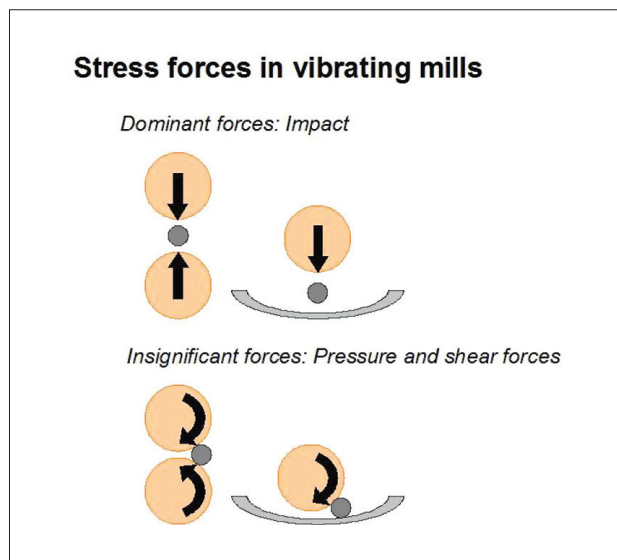 Stress forces in vibrating mills
Dominant forces: Impact
Insignificant forces: Pressure and shear forces